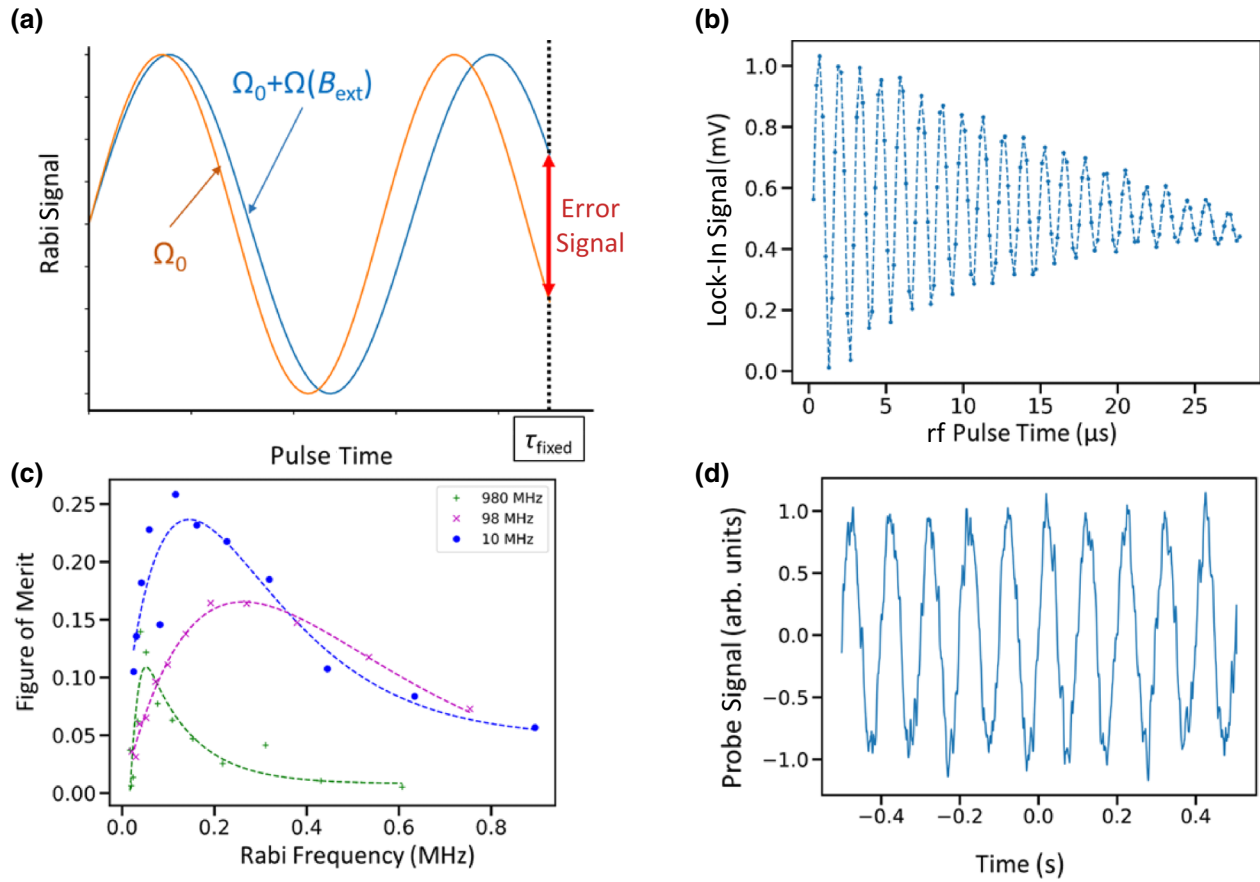 (a)
Rabi Signal
Ω₀+Ω(B_ext)
Ω₀
Error
Signal
τ_fixed
Pulse Time
(b)
Lock-In Signal (mV)
1.0
0.8
0.6
0.4
0.2
0.0
0 5 10 15 20 25
rf Pulse Time (μs)
(c)
Figure of Merit
0.25
0.20
0.15
0.10
0.05
0.00
980 MHz
98 MHz
10 MHz
0.0 0.2 0.4 0.6 0.8
Rabi Frequency (MHz)
(d)
Probe Signal (arb. units)
1.0
0.5
0.0
−0.5
−1.0
−0.4 −0.2 0.0 0.2 0.4
Time (s)